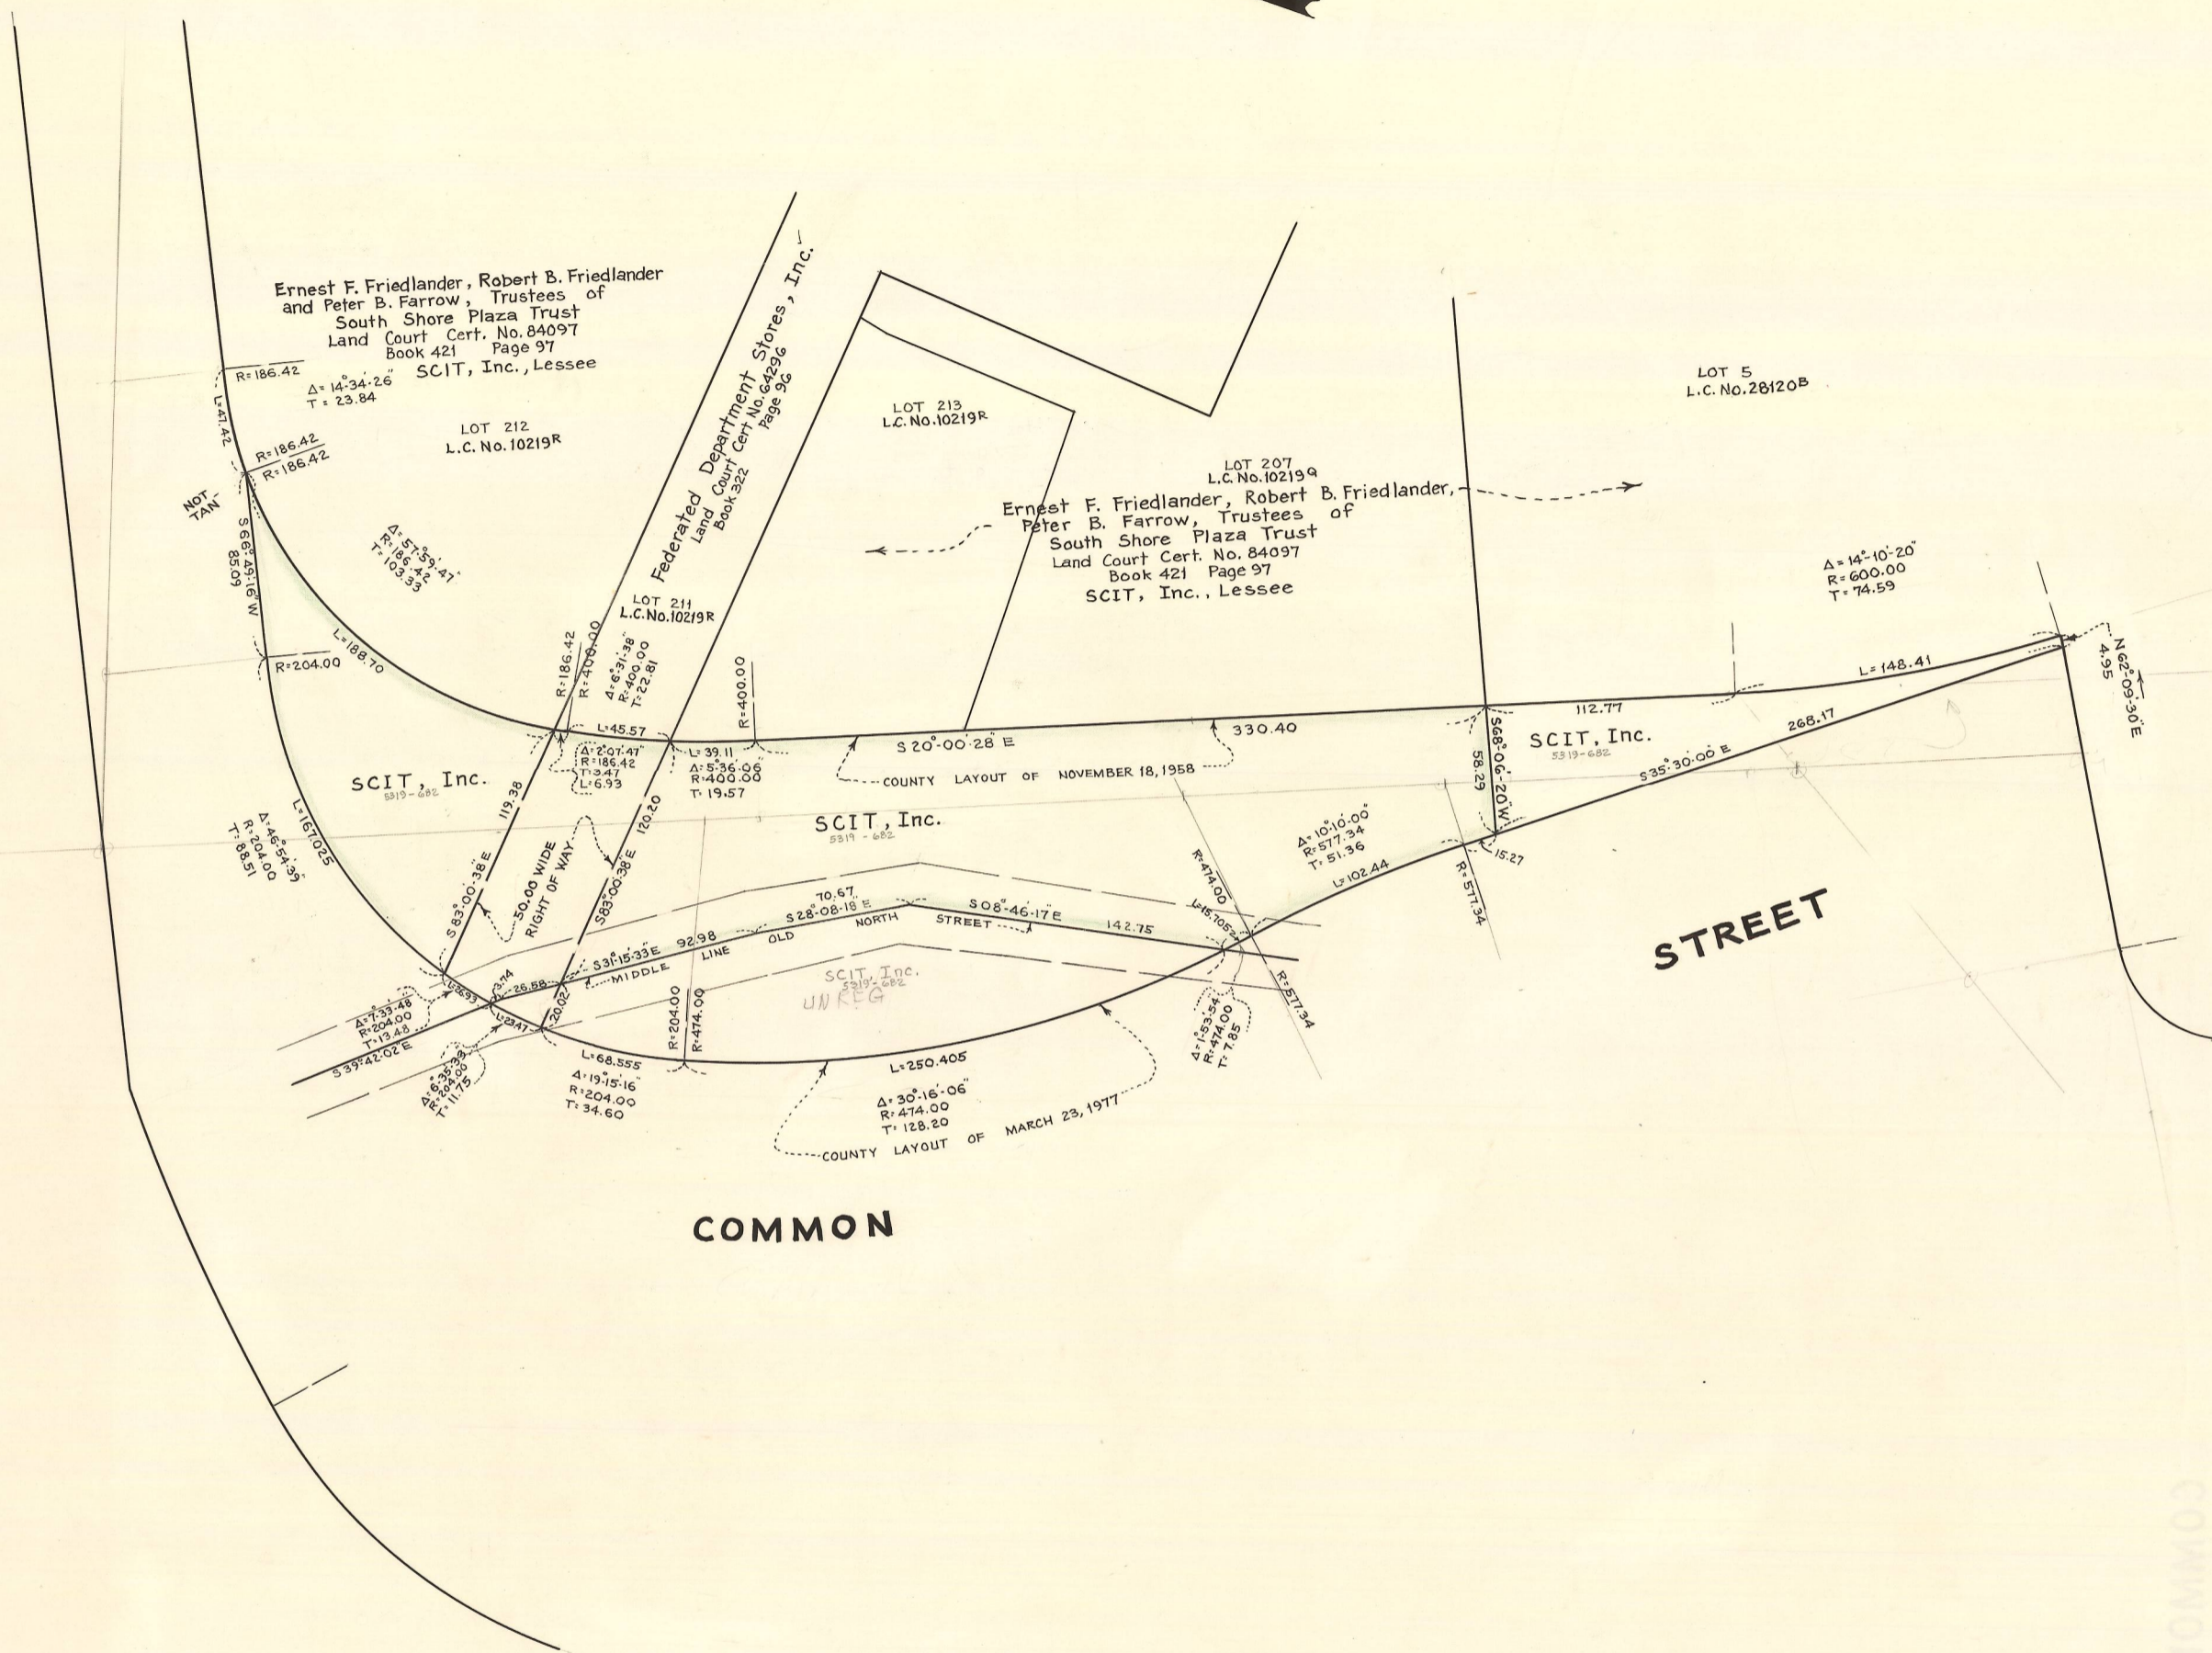 Ernest F. Friedlander, Robert B. Friedlander
and Peter B. Farrow, Trustees of
South Shore Plaza Trust
Land Court Cert. No. 84097
Book 421 Page 97
SCIT, Inc., Lessee
R=186.42
Δ=14°-34'-26"
T=23.84
L=47.42
LOT 212
L.C. No. 10219R
R=186.42
R=186.42
NOT
TAN
S66°49'-16"W
85.09
Δ=57°-59'-47"
R=186.42
T=103.33
R=204.00
L=188.70
Federated Department Stores, Inc.
Land Court Cert No. 64296
Book 322 Page 96
LOT 211
L.C. No. 10219R
LOT 213
L.C. No. 10219R
LOT 207
L.C. No. 10219Q
Ernest F. Friedlander, Robert B. Friedlander,
Peter B. Farrow, Trustees of
South Shore Plaza Trust
Land Court Cert. No. 84097
Book 421 Page 97
SCIT, Inc., Lessee
LOT 5
L.C. No. 28120B
Δ=14°-10'-20"
R=600.00
T=74.59
L=148.41
N62°-09'-30"E
4.95
R=186.42
R=400.00
Δ=6°-31'-38"
R=400.00
T=22.81
R=400.00
L=45.57
Δ=2°07'-47"
R=186.42
T=3.47
L=6.93
L=39.11
Δ=5°36'-06"
R=400.00
T=19.57
S20°-00'-28"E
330.40
COUNTY LAYOUT OF NOVEMBER 18, 1958
112.77
268.17
S35°-30'-00"E
S68°-06'-20"W
58.29
SCIT, Inc.
5319-682
SCIT, Inc.
5319-682
SCIT, Inc.
5319-682
119.38
120.20
S83°-00'-38"E
S83°-00'-38"E
50.00 WIDE
RIGHT OF WAY
L=167.025
Δ=46°-54'-39"
R=204.00
T=88.51
Δ=10°-10'-00"
R=577.34
T=51.36
L=102.44
15.27
R=577.34
R=474.00
L=15.705
R=577.34
70.67
S28°-08'-18"E
S08°-46'-17"E
142.75
S31°-15'-33"E
92.98
MIDDLE LINE OLD NORTH STREET
SCIT, Inc.
5319-682
UNREG
L=26.93
3.74
26.58
L=23.47
20.02
Δ=7°-33'-48"
R=204.00
T=13.48
S39°-42'-02"E
Δ=6°-35'-33"
R=204.00
T=11.75
L=68.555
Δ=19°-15'-16"
R=204.00
T=34.60
R=204.00
R=474.00
L=250.405
Δ=30°-16'-06"
R=474.00
T=128.20
Δ=1°-53'-54"
R=474.00
T=7.85
COUNTY LAYOUT OF MARCH 23, 1977
STREET
COMMON